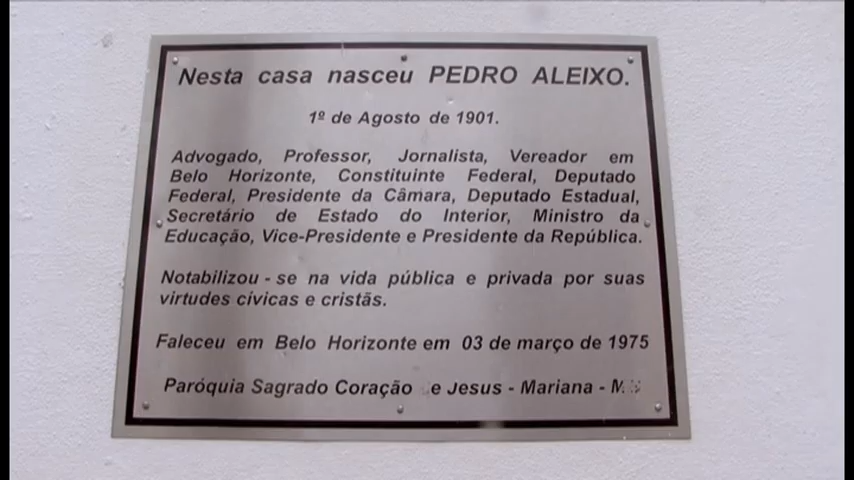 Nesta casa nasceu PEDRO ALEIXO.
1º de Agosto de 1901.
Advogado, Professor, Jornalista, Vereador em
Belo Horizonte, Constituinte Federal, Deputado
Federal, Presidente da Câmara, Deputado Estadual,
Secretário de Estado do Interior, Ministro da
Educação, Vice-Presidente e Presidente da República.
Notabilizou - se na vida pública e privada por suas
virtudes cívicas e cristãs.
Faleceu em Belo Horizonte em 03 de março de 1975
Paróquia Sagrado Coração e Jesus - Mariana -